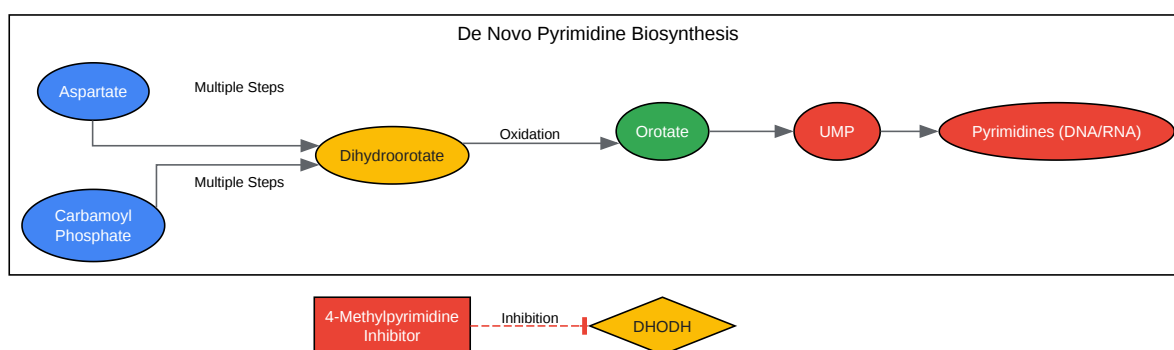 De Novo Pyrimidine Biosynthesis
Aspartate
Multiple Steps
Dihydroorotate
Oxidation
Orotate
UMP
Pyrimidines (DNA/RNA)
Multiple Steps
Carbamoyl
Phosphate
4-Methylpyrimidine
Inhibitor
Inhibition
DHODH